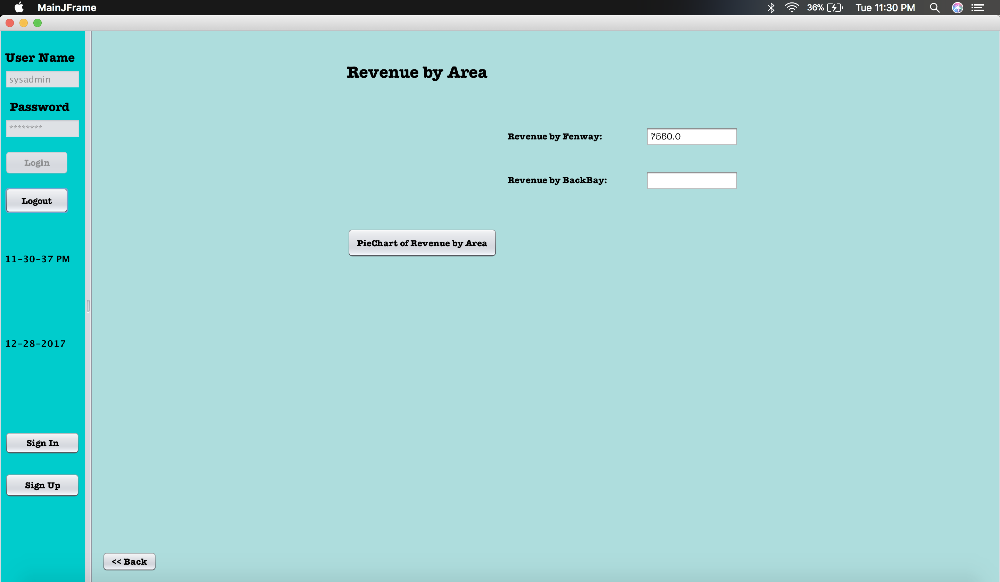 MainJFrame
36%
Tue 11:30 PM
User Name
sysadmin
Password
********
Login
Logout
11-30-37 PM
12-28-2017
Sign In
Sign Up
Revenue by Area
Revenue by Fenway:
7550.0
Revenue by BackBay:
PieChart of Revenue by Area
<< Back